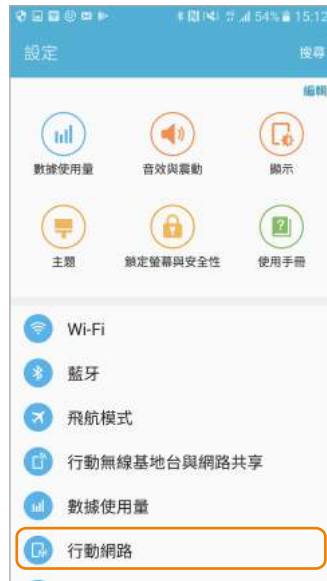 54% 15:12
設定 搜尋
編輯
數據使用量 音效與震動 顯示
主題 鎖定螢幕與安全性 使用手冊
Wi-Fi
藍牙
飛航模式
行動無線基地台與網路共享
數據使用量
行動網路